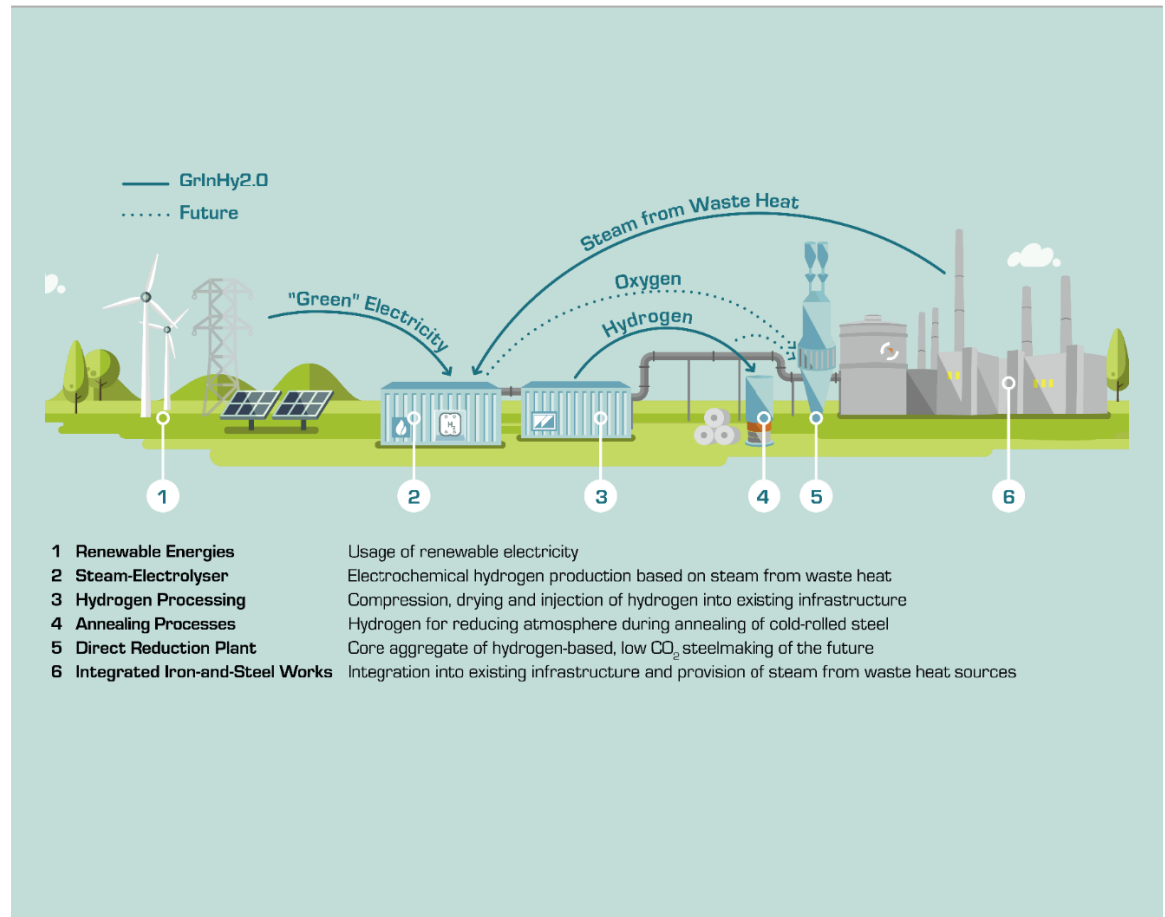 GrInHy2.0
Future
Steam from Waste Heat
"Green" Electricity
Oxygen
Hydrogen
H2
1
2
3
4
5
6
1 Renewable Energies Usage of renewable electricity
2 Steam-Electrolyser Electrochemical hydrogen production based on steam from waste heat
3 Hydrogen Processing Compression, drying and injection of hydrogen into existing infrastructure
4 Annealing Processes Hydrogen for reducing atmosphere during annealing of cold-rolled steel
5 Direct Reduction Plant Core aggregate of hydrogen-based, low CO2 steelmaking of the future
6 Integrated Iron-and-Steel Works Integration into existing infrastructure and provision of steam from waste heat sources